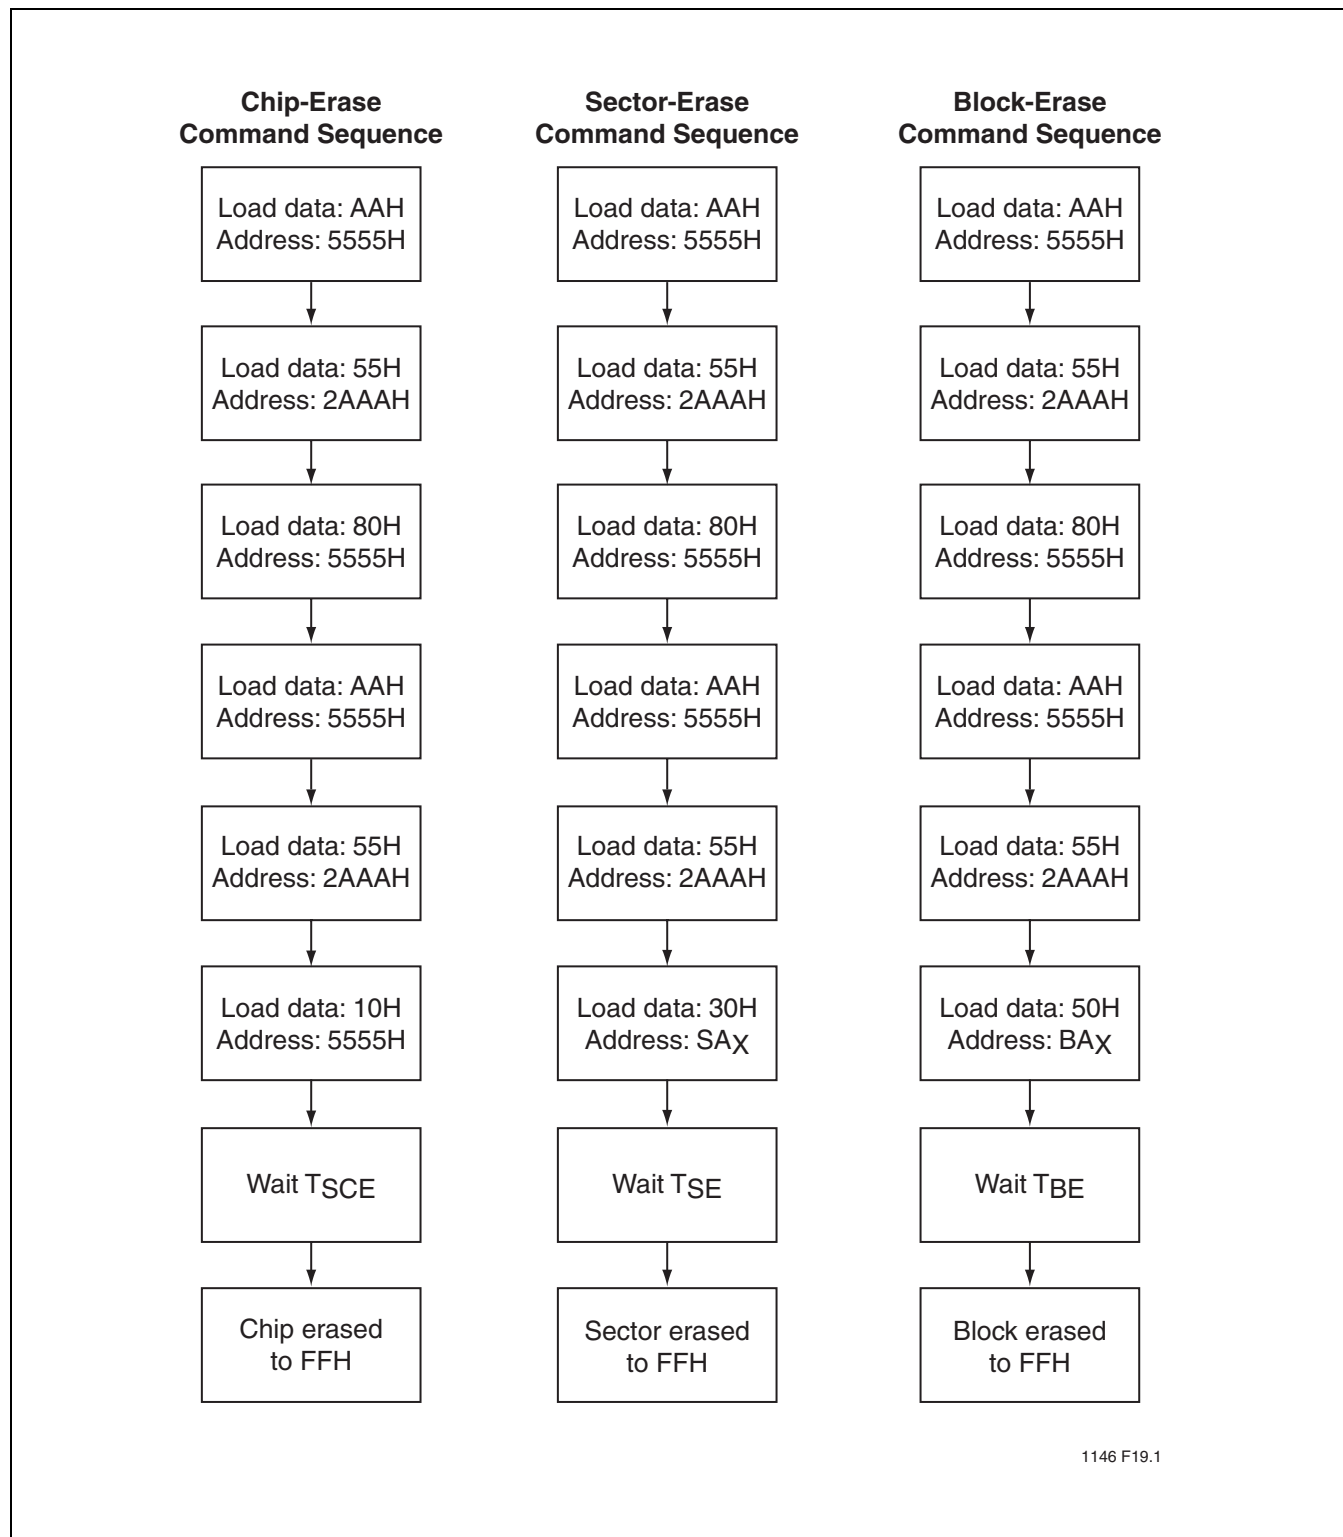 Chip-Erase
Command Sequence
Load data: AAH
Address: 5555H
Load data: 55H
Address: 2AAAH
Load data: 80H
Address: 5555H
Load data: AAH
Address: 5555H
Load data: 55H
Address: 2AAAH
Load data: 10H
Address: 5555H
Wait TSCE
Chip erased
to FFH
Sector-Erase
Command Sequence
Load data: AAH
Address: 5555H
Load data: 55H
Address: 2AAAH
Load data: 80H
Address: 5555H
Load data: AAH
Address: 5555H
Load data: 55H
Address: 2AAAH
Load data: 30H
Address: SAX
Wait TSE
Sector erased
to FFH
Block-Erase
Command Sequence
Load data: AAH
Address: 5555H
Load data: 55H
Address: 2AAAH
Load data: 80H
Address: 5555H
Load data: AAH
Address: 5555H
Load data: 55H
Address: 2AAAH
Load data: 50H
Address: BAX
Wait TBE
Block erased
to FFH
1146 F19.1